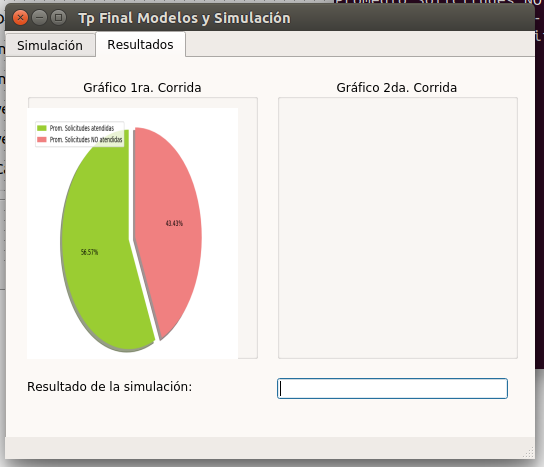 Tp Final Modelos y Simulación
Simulación
Resultados
Gráfico 1ra. Corrida
Gráfico 2da. Corrida
Prom. Solicitudes atendidas
Prom. Solicitudes NO atendidas
43.43%
56.57%
Resultado de la simulación: